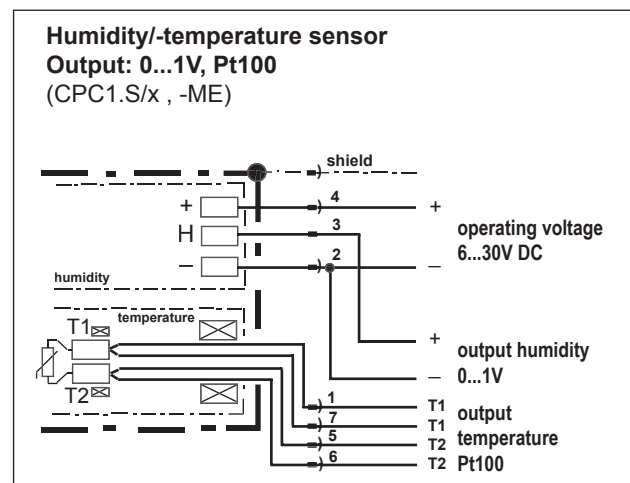 Humidity/-temperature sensor
Output: 0...1V, Pt100
(CPC1.S/x , -ME)
shield
+ 4 +
H 3
operating voltage
6...30V DC
– 2 –
humidity
temperature
T1
T2
+
output humidity
– 0...1V
1 T1
output
7 T1
temperature
5 T2
6 T2 Pt100